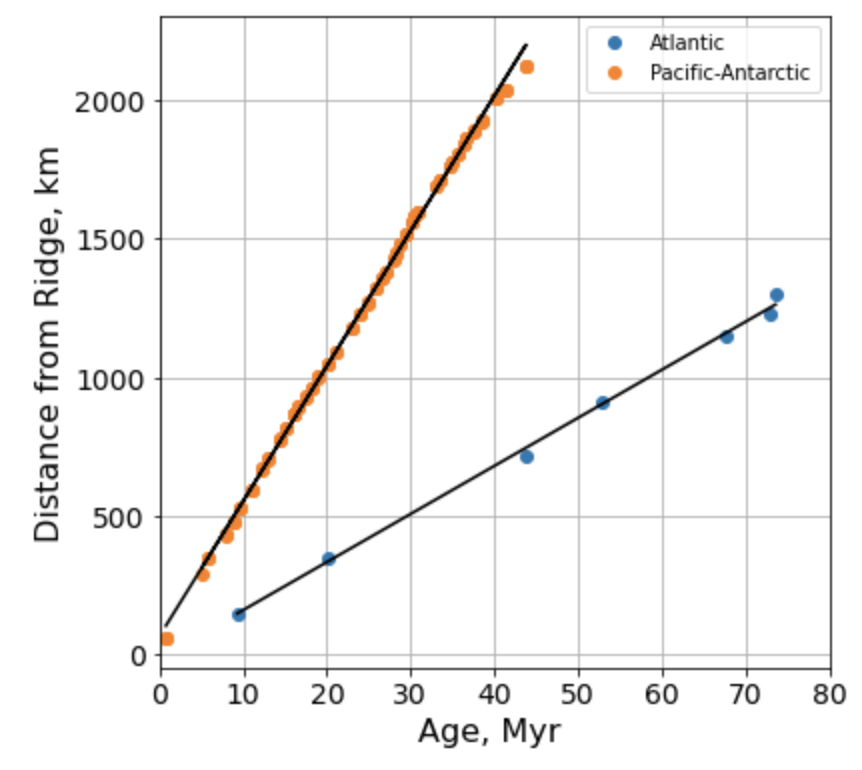 Atlantic
Pacific-Antarctic
2000
1500
1000
500
0
Distance from Ridge, km
0 10 20 30 40 50 60 70 80
Age, Myr